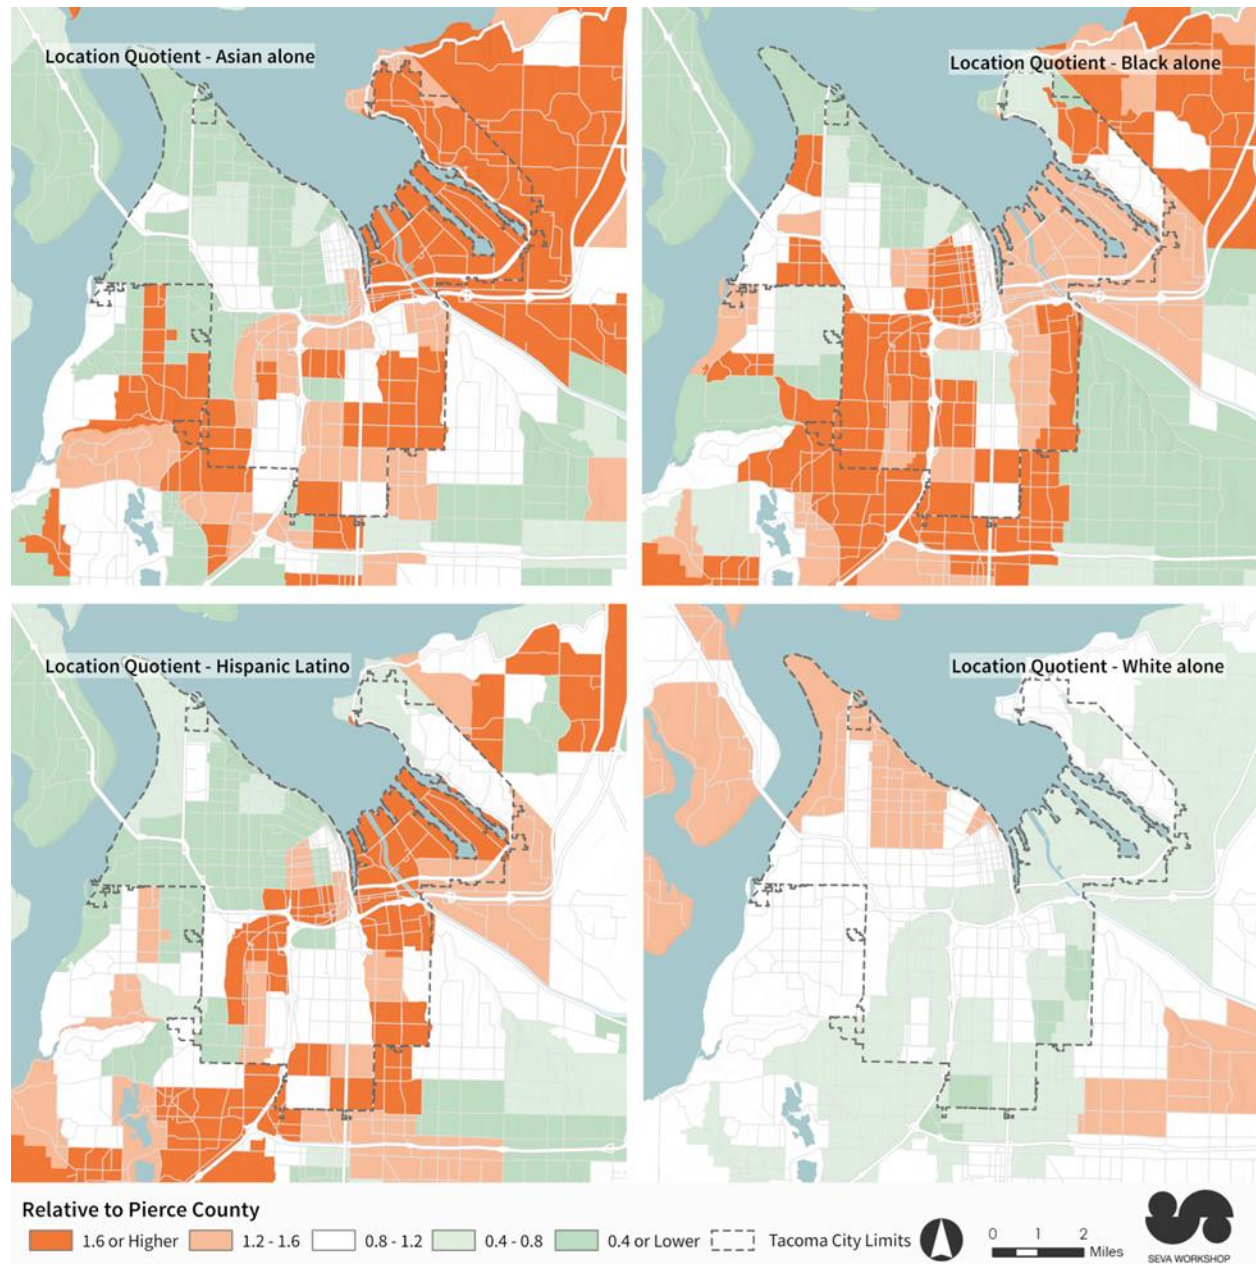 Location Quotient - Asian alone
Location Quotient - Black alone
Location Quotient - Hispanic Latino
Location Quotient - White alone
Relative to Pierce County
1.6 or Higher
1.2 - 1.6
0.8 - 1.2
0.4 - 0.8
0.4 or Lower
Tacoma City Limits
0 1 2
Miles
SEVA WORKSHOP